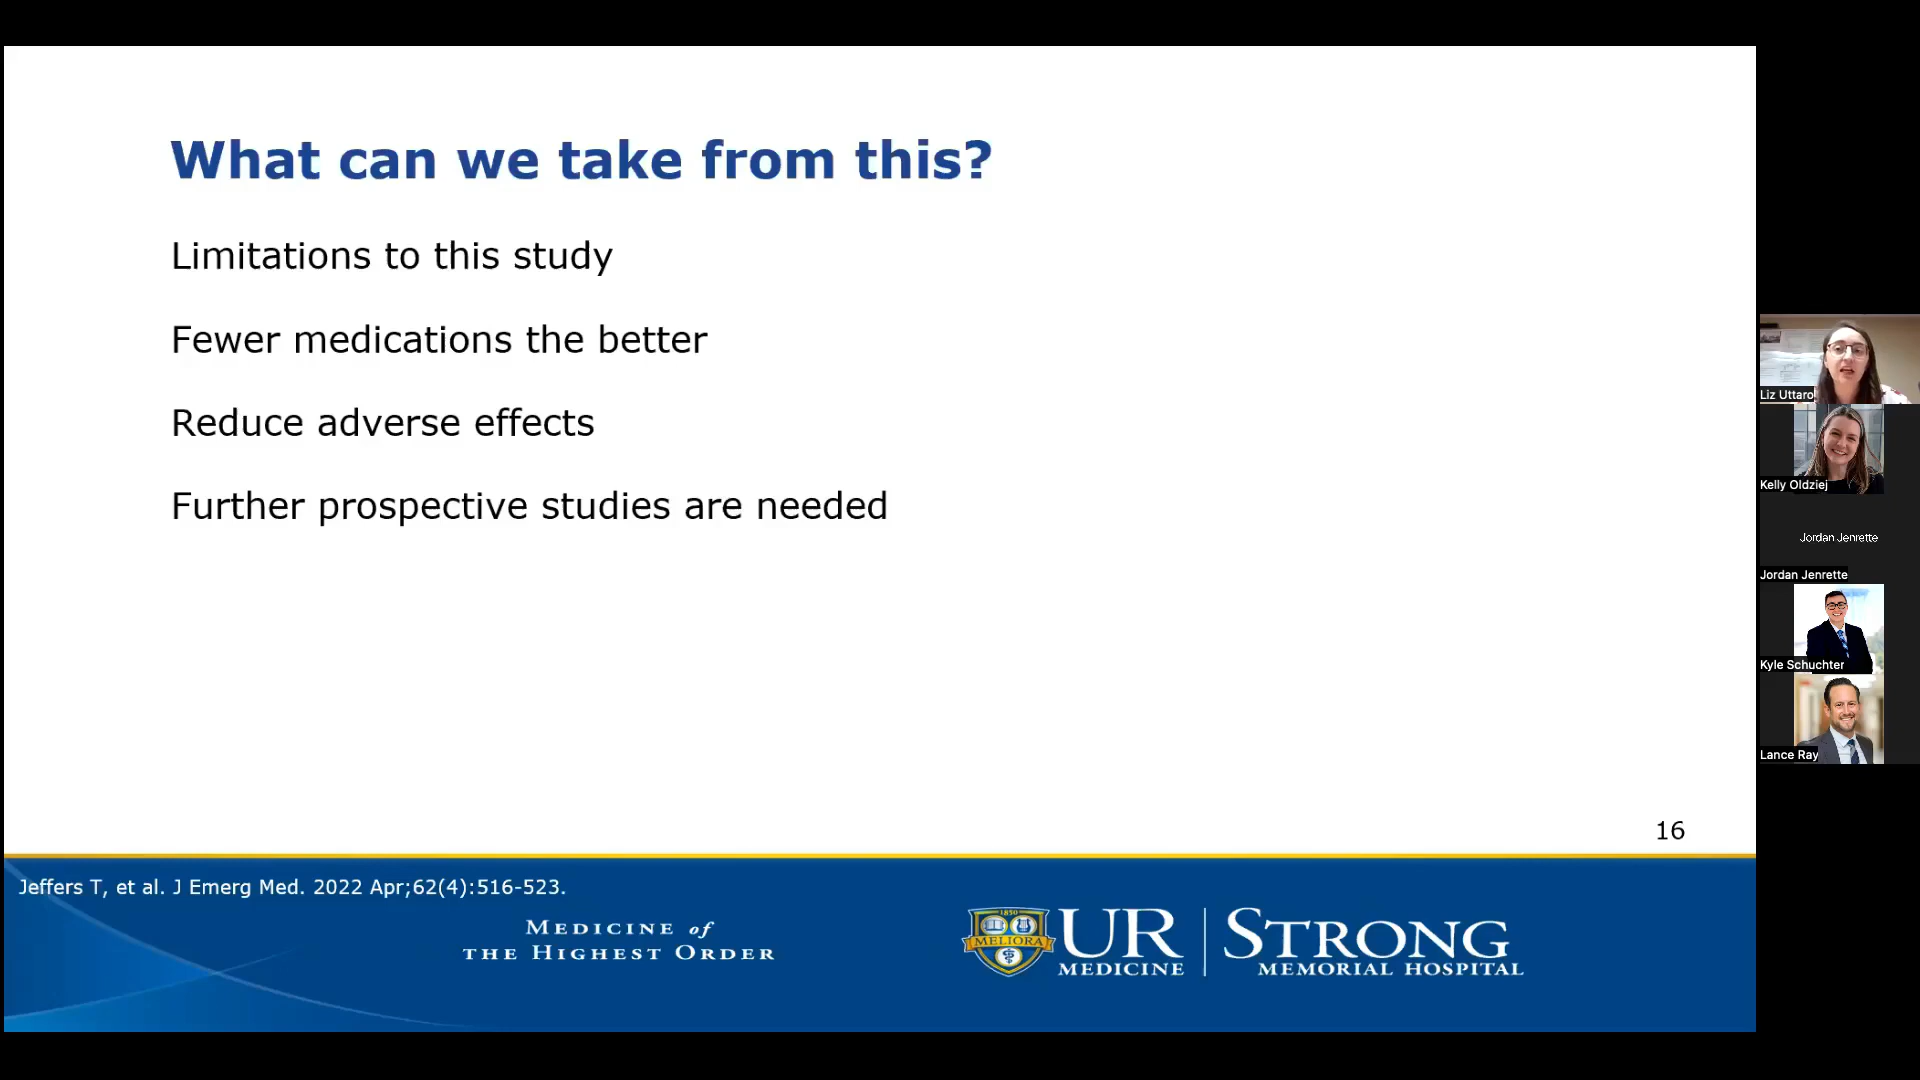 What can we take from this?
Limitations to this study
Fewer medications the better
Reduce adverse effects
Further prospective studies are needed
16
Jeffers T, et al. J Emerg Med. 2022 Apr;62(4):516-523.
MEDICINE of
THE HIGHEST ORDER
1850
MELIORA
UR
MEDICINE
STRONG
MEMORIAL HOSPITAL
Liz Uttaro
Kelly Oldziej
Jordan Jenrette
Jordan Jenrette
Kyle Schuchter
Lance Ray